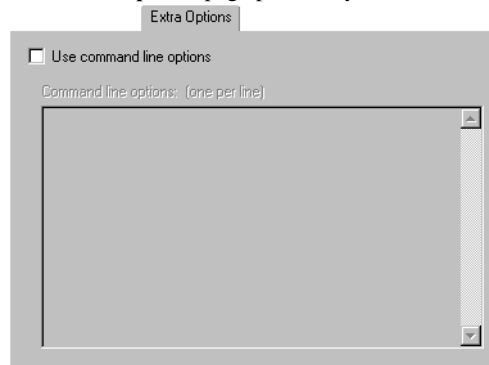 Extra Options
Use command line options
Command line options: (one per line)